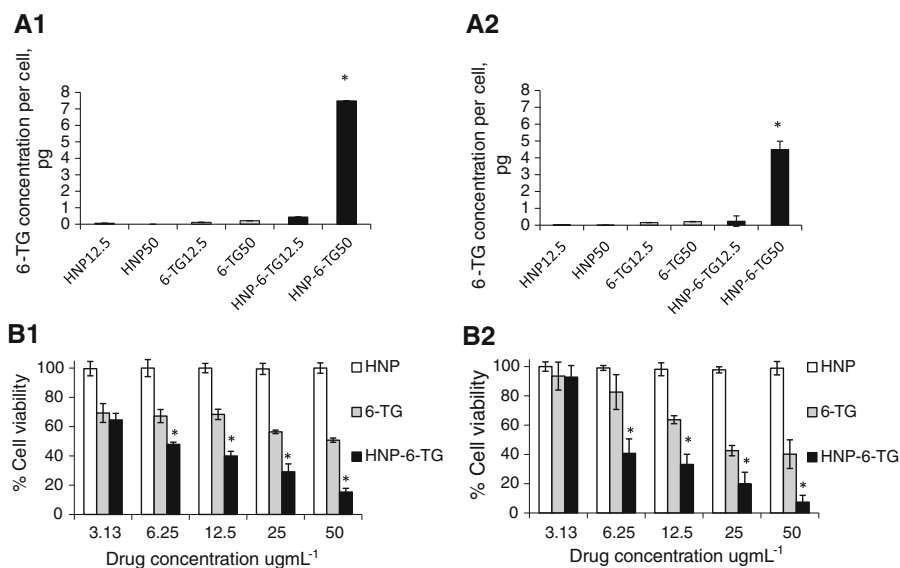 A1
6-TG concentration per cell,
pg
8
7
6
5
4
3
2
1
0
*
HNP12.5
HNP50
6-TG12.5
6-TG50
HNP-6-TG12.5
HNP-6-TG50
A2
6-TG concentration per cell,
pg
8
7
6
5
4
3
2
1
0
*
HNP12.5
HNP50
6-TG12.5
6-TG50
HNP-6-TG12.5
HNP-6-TG50
B1
% Cell viability
100
80
60
40
20
0
* * * *
3.13 6.25 12.5 25 50
Drug concentration ugmL-1
HNP
6-TG
HNP-6-TG
B2
% Cell viability
100
80
60
40
20
0
* * * *
3.13 6.25 12.5 25 50
Drug concentration ugmL-1
HNP
6-TG
HNP-6-TG